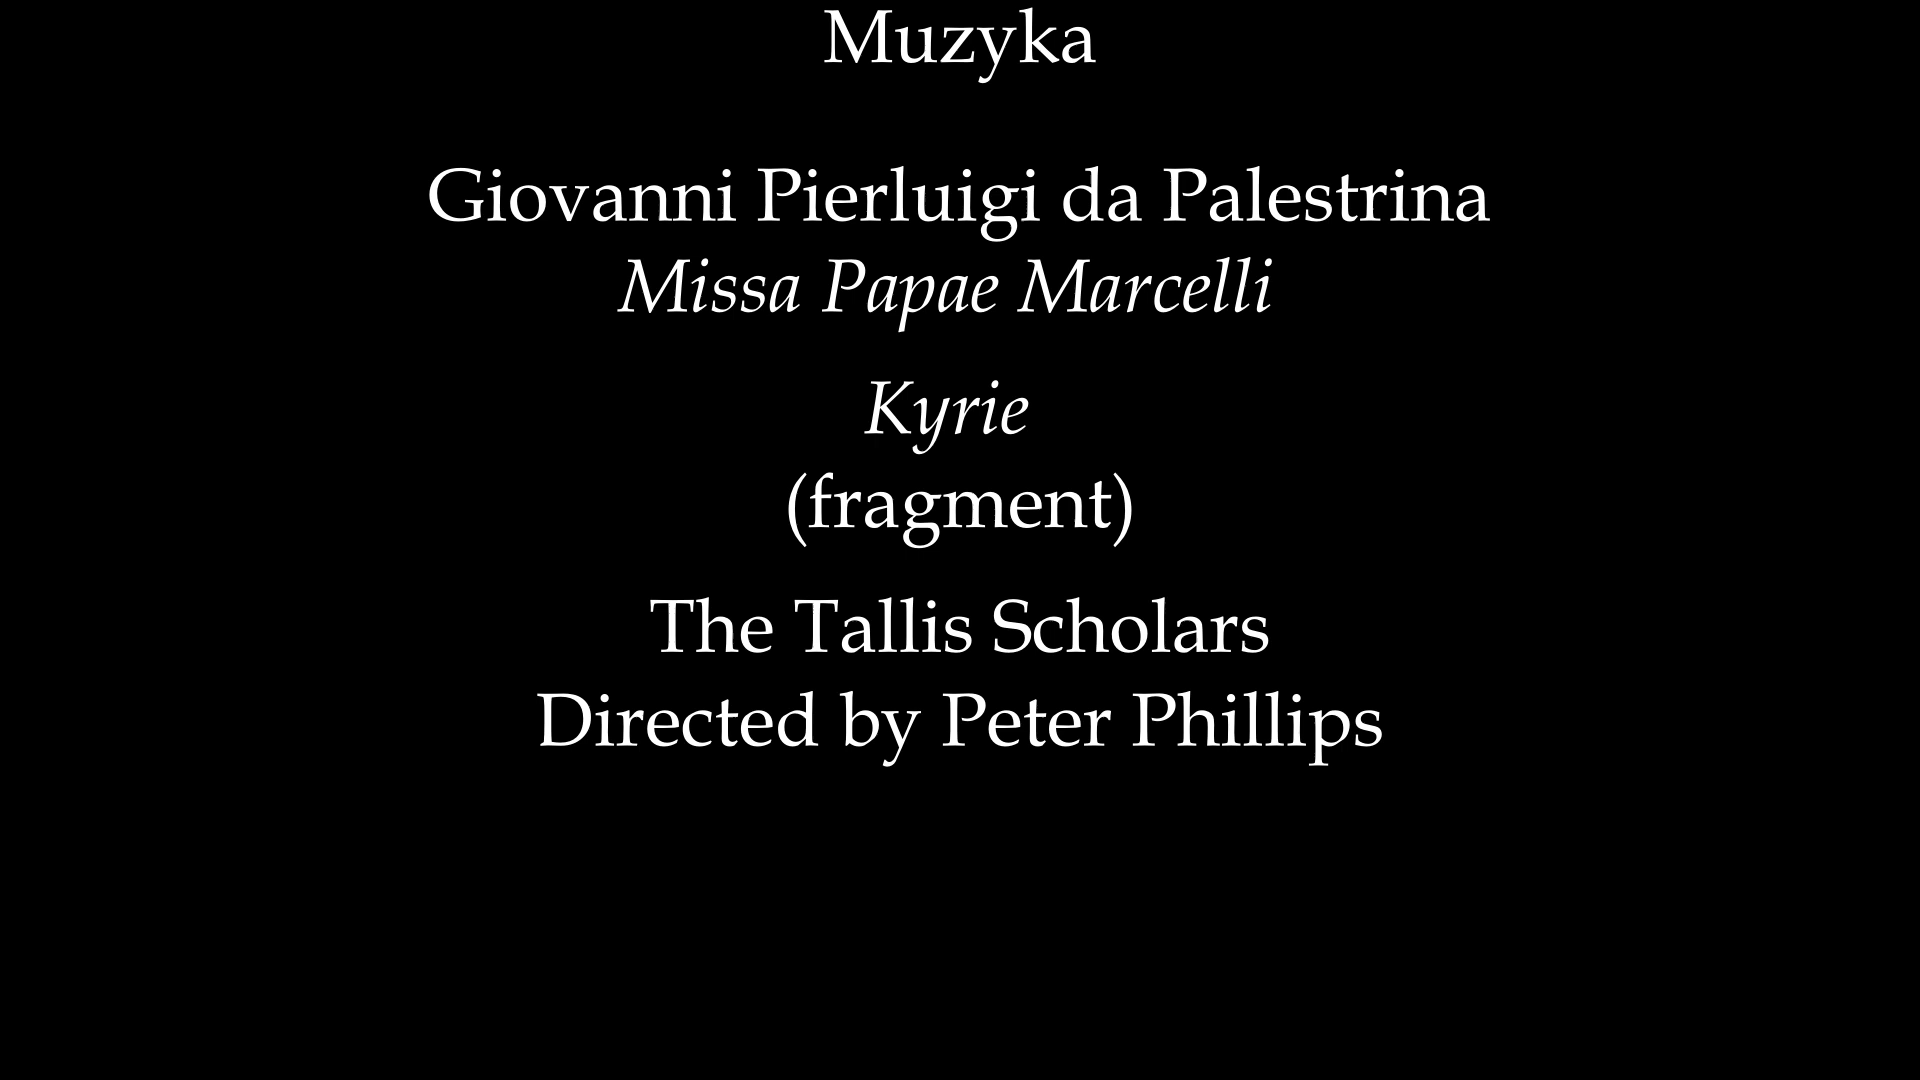 Muzyka
Giovanni Pierluigi da Palestrina
Missa Papae Marcelli
Kyrie
(fragment)
The Tallis Scholars
Directed by Peter Phillips